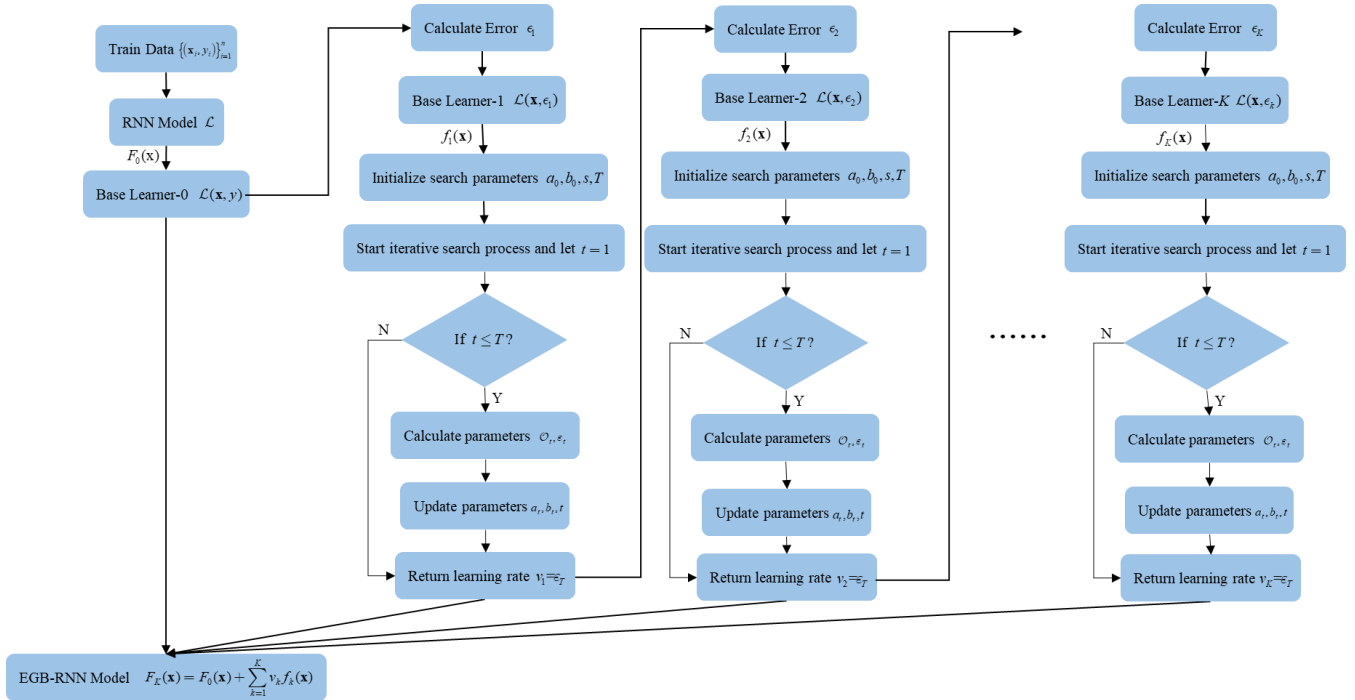 Train Data {(x_i, y_i)}_{i=1}^n
RNN Model ℒ
F_0(x)
Base Learner-0 ℒ(x, y)
Calculate Error ϵ_1
Base Learner-1 ℒ(x, ϵ_1)
f_1(x)
Initialize search parameters a_0, b_0, s, T
Start iterative search process and let t = 1
If t ≤ T?
N
Y
Calculate parameters 𝒪_t, ε_t
Update parameters a_t, b_t, t
Return learning rate v_1=ε_T
Calculate Error ϵ_2
Base Learner-2 ℒ(x, ϵ_2)
f_2(x)
Initialize search parameters a_0, b_0, s, T
Start iterative search process and let t = 1
If t ≤ T?
N
Y
Calculate parameters 𝒪_t, ε_t
Update parameters a_t, b_t, t
Return learning rate v_2=ε_T
......
Calculate Error ϵ_K
Base Learner-K ℒ(x, ϵ_k)
f_K(x)
Initialize search parameters a_0, b_0, s, T
Start iterative search process and let t = 1
If t ≤ T?
N
Y
Calculate parameters 𝒪_t, ε_t
Update parameters a_t, b_t, t
Return learning rate v_K=ε_T
EGB-RNN Model F_K(x) = F_0(x) + ∑_{k=1}^K v_k f_k(x)